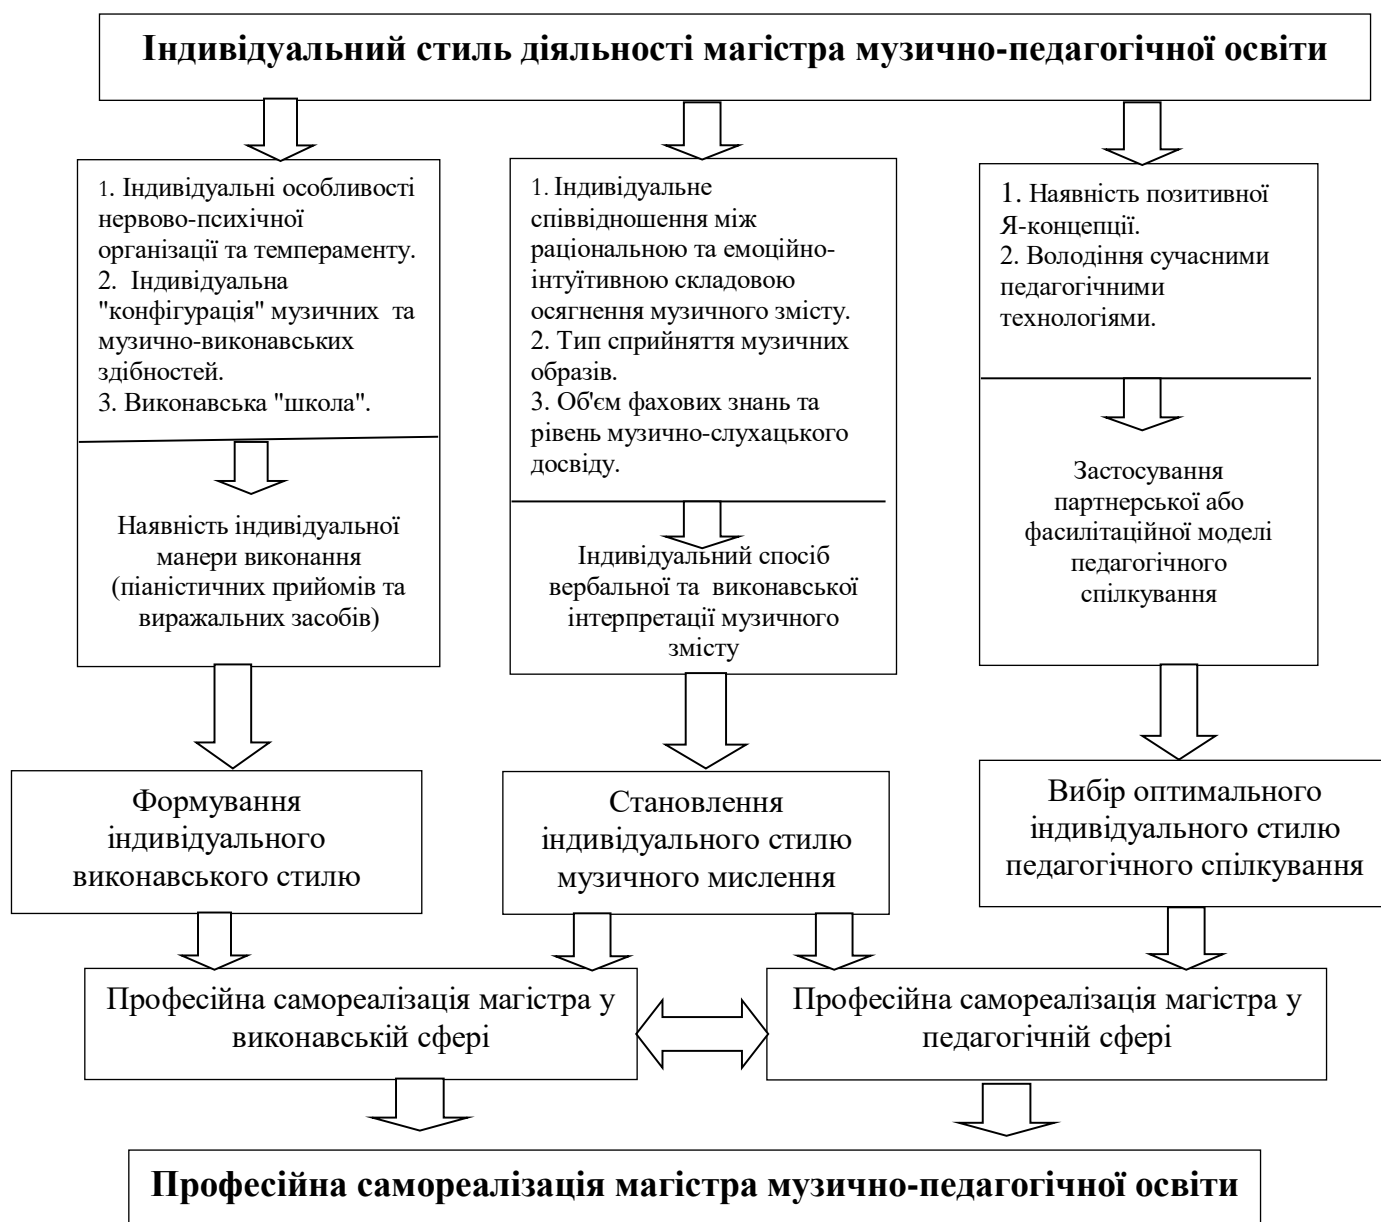 Індивідуальний стиль діяльності магістра музично-педагогічної освіти
1. Індивідуальні особливості
нервово-психічної
організації та темпераменту.
2. Індивідуальна
"конфігурація" музичних та
музично-виконавських
здібностей.
3. Виконавська "школа".
Наявність індивідуальної
манери виконання
(піаністичних прийомів та
виражальних засобів)
1. Індивідуальне
співвідношення між
раціональною та емоційно-
інтуїтивною складовою
осягнення музичного змісту.
2. Тип сприйняття музичних
образів.
3. Об'єм фахових знань та
рівень музично-слухацького
досвіду.
Індивідуальний спосіб
вербальної та виконавської
інтерпретації музичного
змісту
1. Наявність позитивної
Я-концепції.
2. Володіння сучасними
педагогічними
технологіями.
Застосування
партнерської або
фасилітаційної моделі
педагогічного
спілкування
Формування
індивідуального
виконавського стилю
Становлення
індивідуального стилю
музичного мислення
Вибір оптимального
індивідуального стилю
педагогічного спілкування
Професійна самореалізація магістра у
виконавській сфері
Професійна самореалізація магістра у
педагогічній сфері
Професійна самореалізація магістра музично-педагогічної освіти